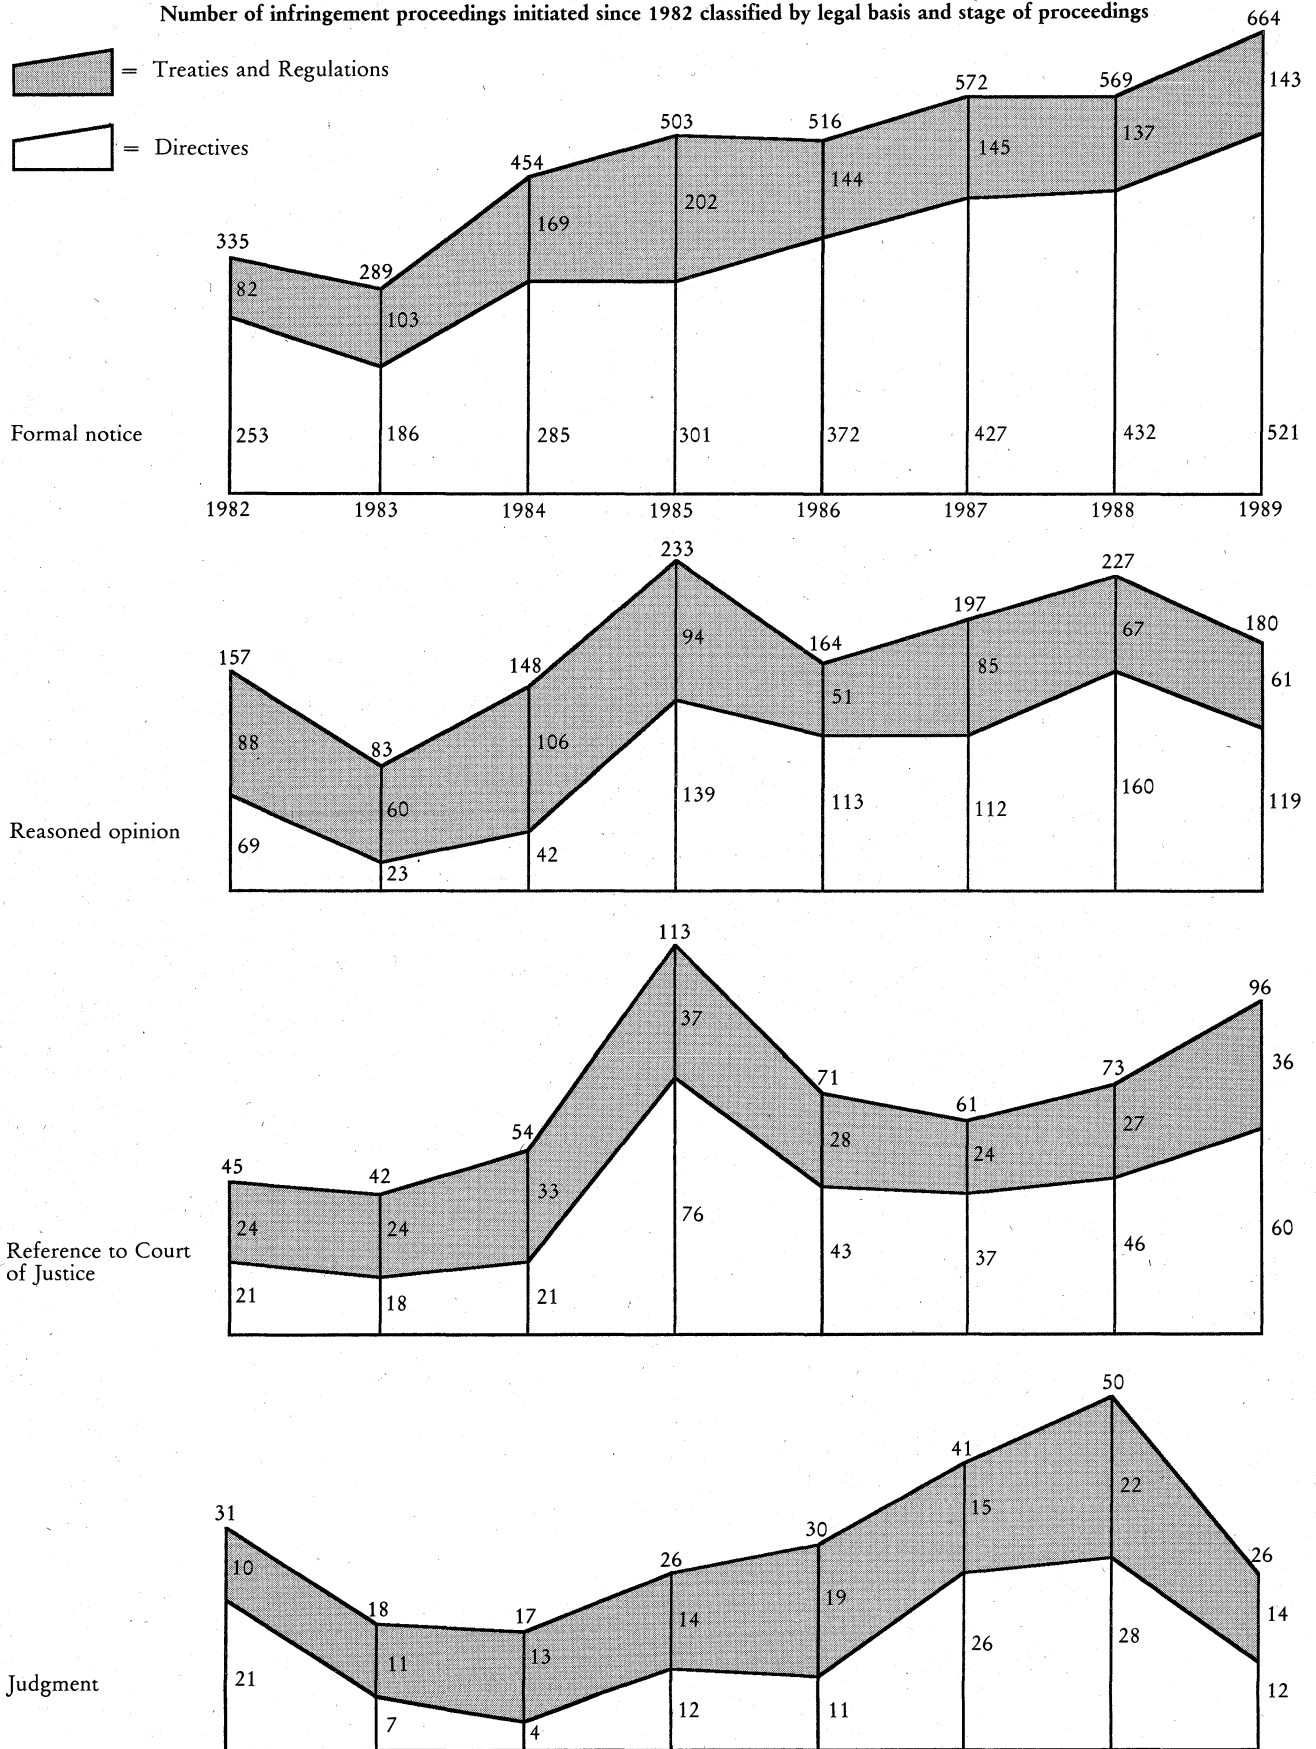 Number of infringement proceedings initiated since 1982 classified by legal basis and stage of proceedings
= Treaties and Regulations
= Directives
335 289 454 503 516 572 569 664
82 103 169 202 144 145 137 143
Formal notice
253 186 285 301 372 427 432 521
1982 1983 1984 1985 1986 1987 1988 1989
157 83 148 233 164 197 227 180
88 60 106 94 51 85 67 61
Reasoned opinion
69 23 42 139 113 112 160 119
45 42 54 113 71 61 73 96
24 24 33 37 28 24 27 36
Reference to Court
of Justice
21 18 21 76 43 37 46 60
31 18 17 26 30 41 50 26
10 11 13 14 19 15 22 14
Judgment
21 7 4 12 11 26 28 12